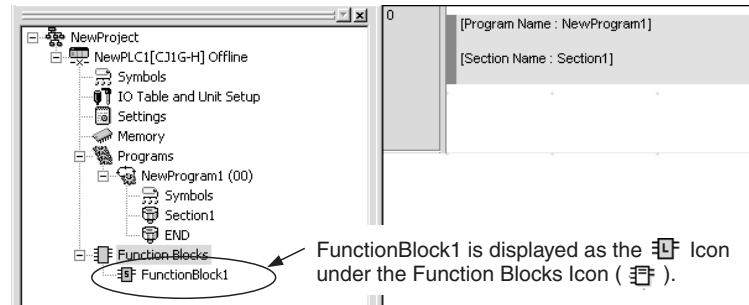 NewProject
NewPLC1[CJ1G-H] Offline
Symbols
IO Table and Unit Setup
Settings
Memory
Programs
NewProgram1 (00)
Symbols
Section1
END
Function Blocks
FunctionBlock1
0
[Program Name : NewProgram1]
[Section Name : Section1]
FunctionBlock1 is displayed as the L Icon
under the Function Blocks Icon ( ).